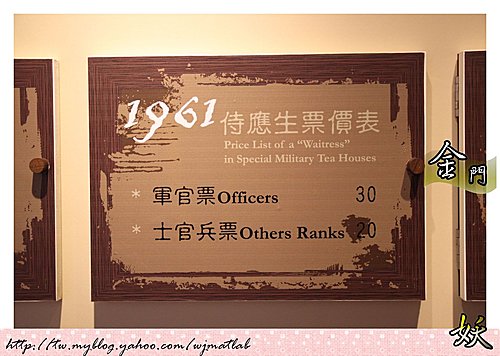 1961 侍應生票價表
Price List of a "Waitress"
in Special Military Tea Houses
* 軍官票Officers 30
* 士官兵票Others Ranks 20
金門
http://tw.myblog.yahoo.com/wjmatlab
妖